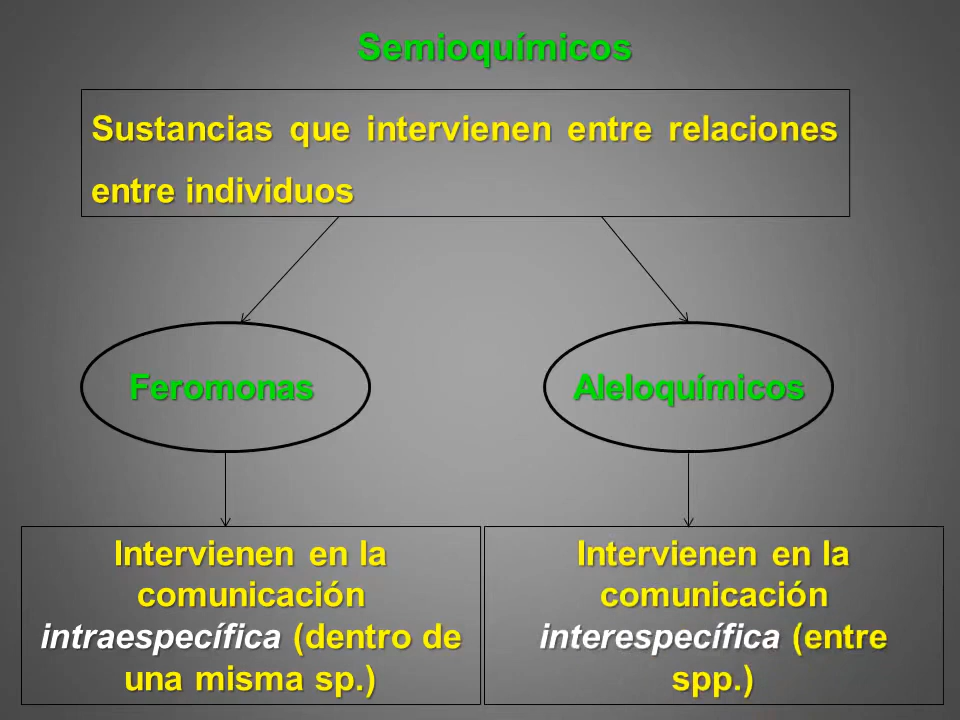 Semioquímicos
Sustancias que intervienen entre relaciones
entre individuos
Feromonas
Aleloquímicos
Intervienen en la
comunicación
intraespecífica (dentro de
una misma sp.)
Intervienen en la
comunicación
interespecífica (entre
spp.)